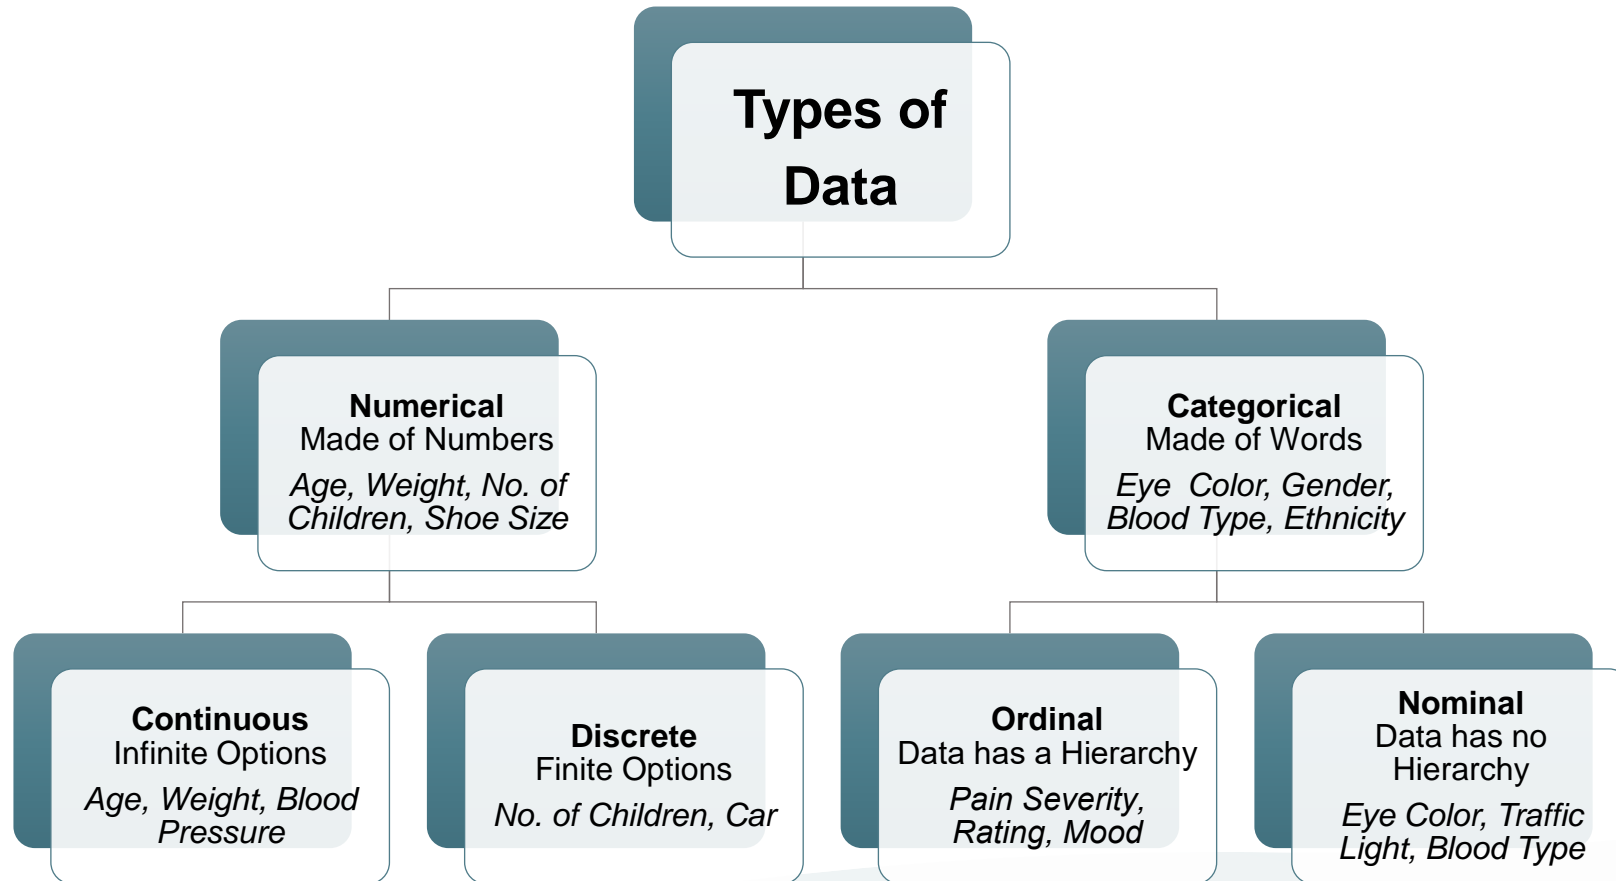 Types of
Data
Numerical
Made of Numbers
Age, Weight, No. of
Children, Shoe Size
Categorical
Made of Words
Eye  Color, Gender,
Blood Type, Ethnicity
Continuous
Infinite Options
Age, Weight, Blood
Pressure
Discrete
Finite Options
No. of Children, Car
Ordinal
Data has a Hierarchy
Pain Severity,
Rating, Mood
Nominal
Data has no
Hierarchy
Eye Color, Traffic
Light, Blood Type